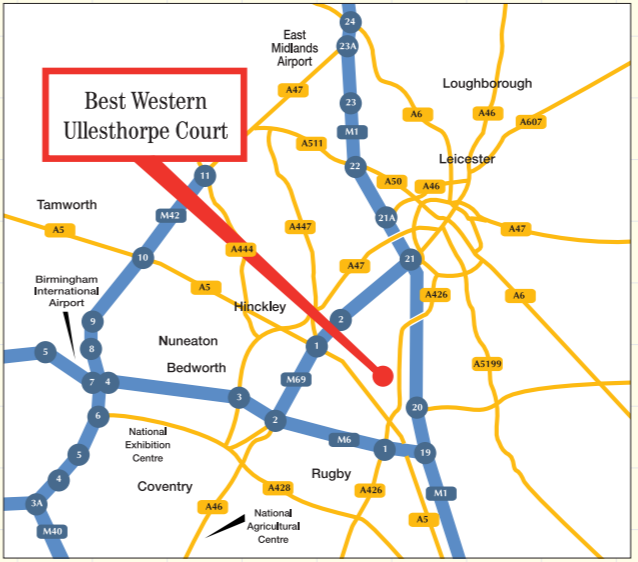 24
East
Midlands
Airport
23A
Loughborough
A47
23
A6
A46
A607
Best Western
Ullesthorpe Court
M1
A511
Leicester
22
11
A50
A46
Tamworth
M42
21A
A5
A447
A47
A444
10
21
A47
Birmingham
International
Airport
A5
A426
A6
Hinckley
9
2
Nuneaton
8
1
5
Bedworth
A5199
7
4
M69
3
20
6
2
National
Exhibition
Centre
M6
1
19
5
Rugby
4
Coventry
A428
A426
M1
3A
A46
National
Agricultural
Centre
A5
M40